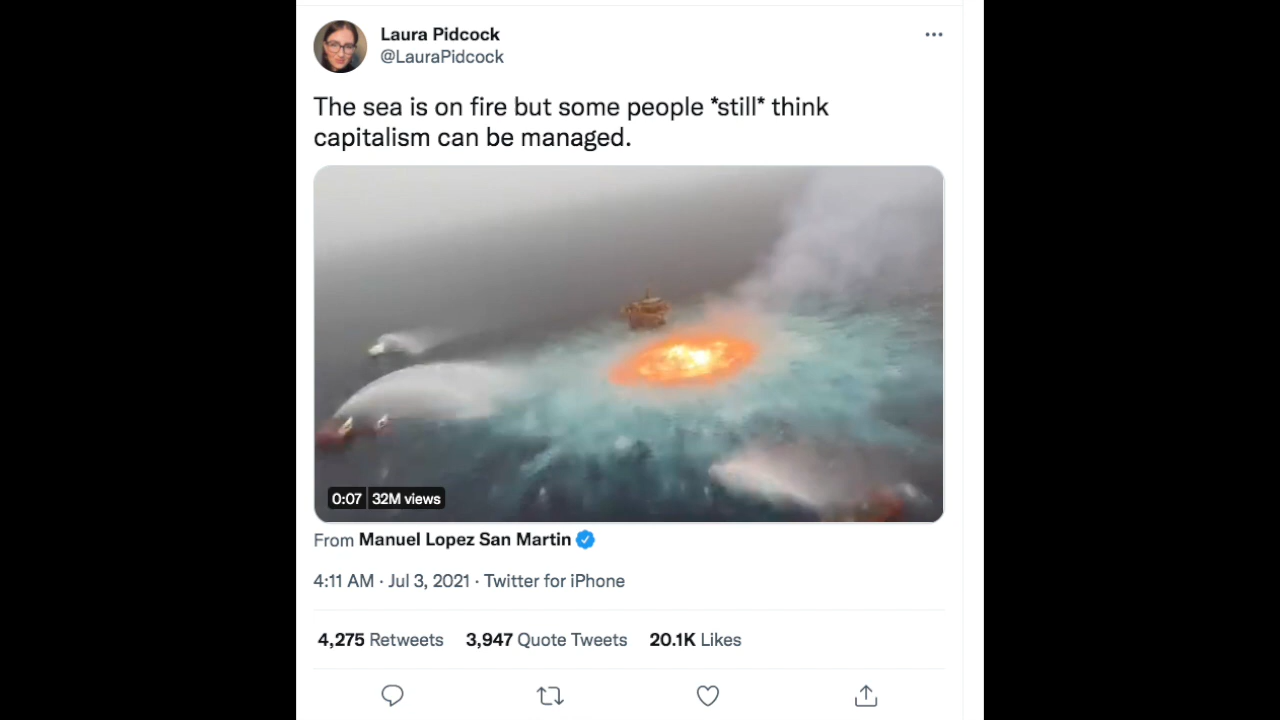 Laura Pidcock
@LauraPidcock
The sea is on fire but some people *still* think
capitalism can be managed.
0:07 32M views
From Manuel Lopez San Martin
4:11 AM · Jul 3, 2021 · Twitter for iPhone
4,275 Retweets 3,947 Quote Tweets 20.1K Likes